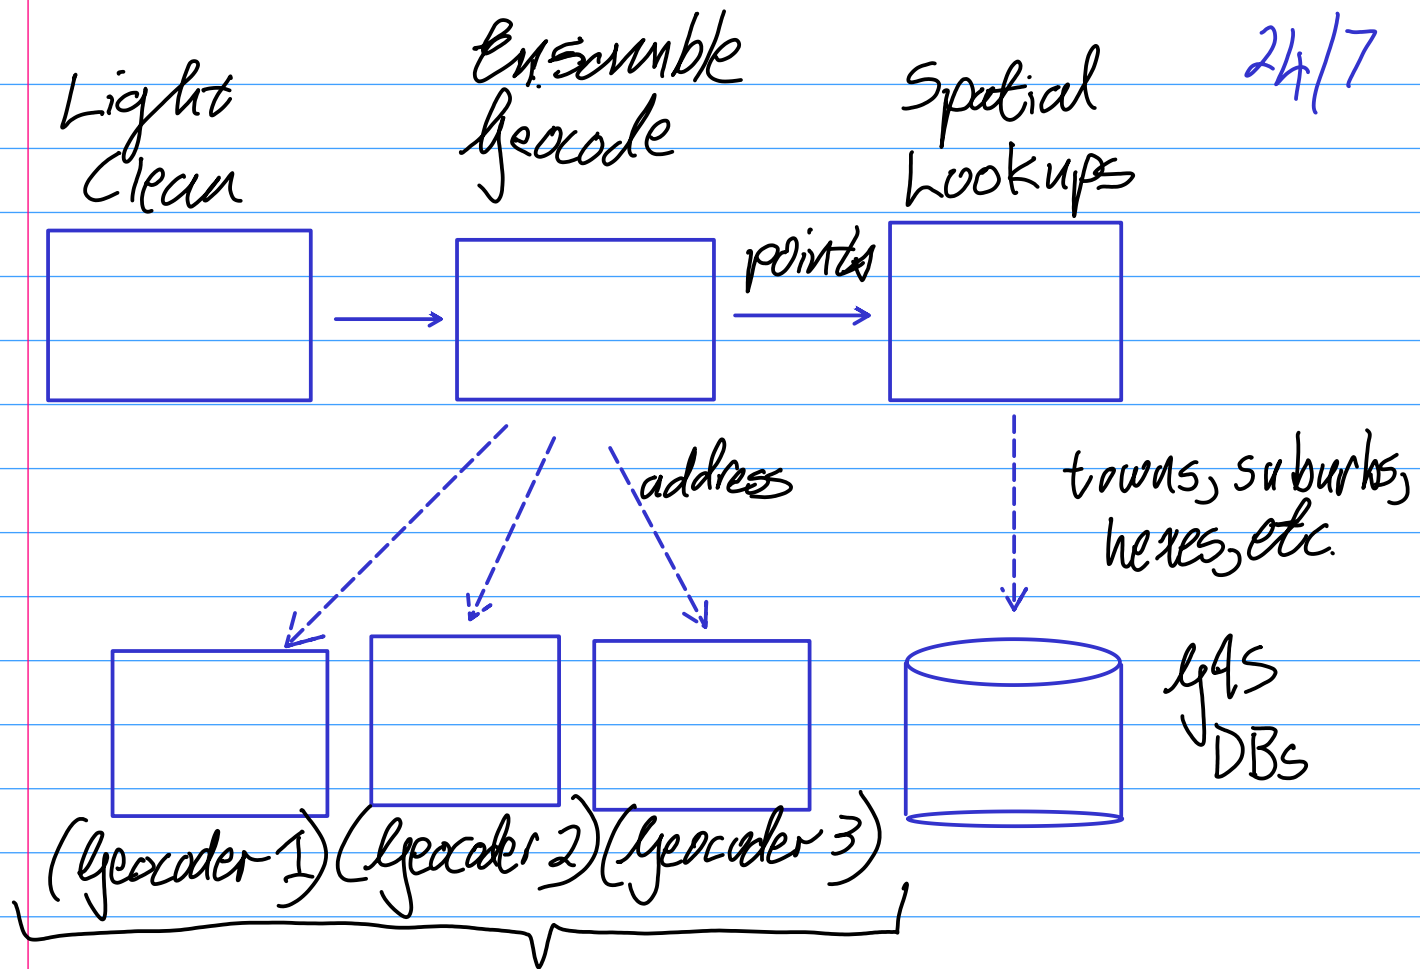 24/7
Light
Clean
Ensemble
Geocode
Spatial
Lookups
points
address
towns, suburbs,
hexes, etc.
GIS
DBs
(Geocoder 1) (Geocoder 2) (Geocoder 3)